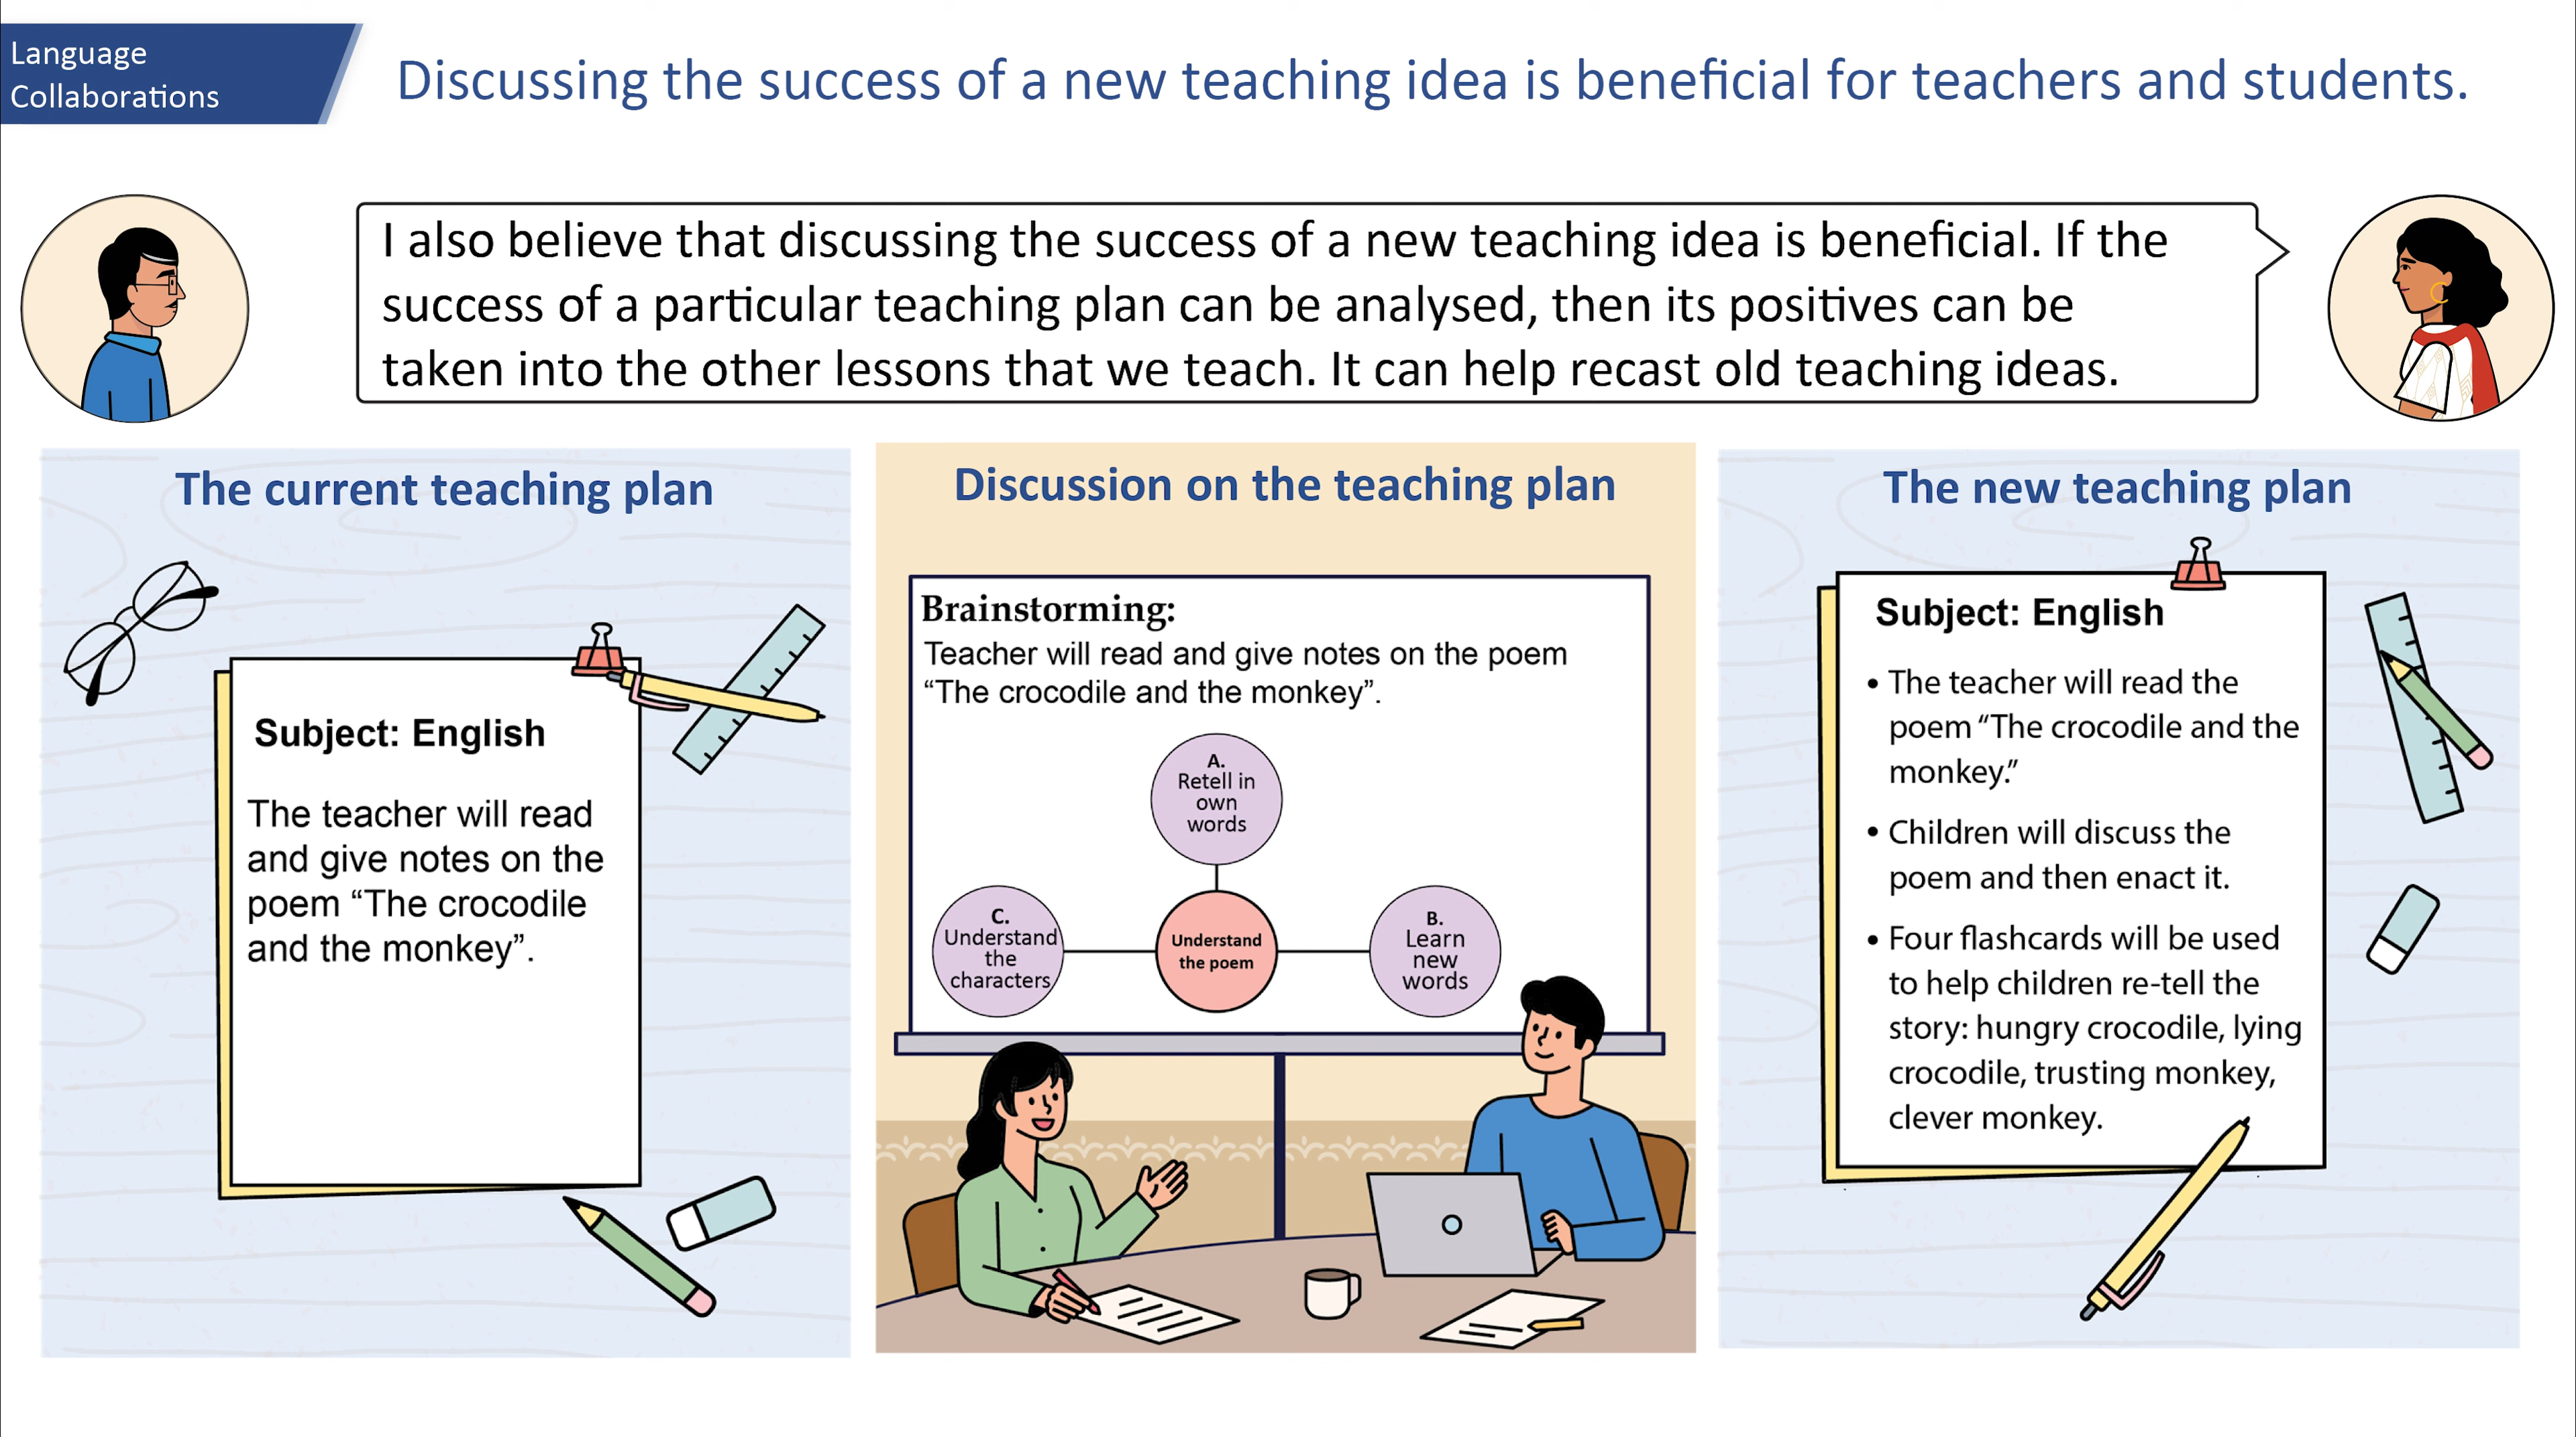 Language
Collaborations
Discussing the success of a new teaching idea is beneficial for teachers and students.
I also believe that discussing the success of a new teaching idea is beneficial. If the
success of a particular teaching plan can be analysed, then its positives can be
taken into the other lessons that we teach. It can help recast old teaching ideas.
The current teaching plan
Subject: English
The teacher will read
and give notes on the
poem “The crocodile
and the monkey”.
Discussion on the teaching plan
Brainstorming:
Teacher will read and give notes on the poem
“The crocodile and the monkey”.
A.
Retell in
own
words
C.
Understand
the
characters
Understand
the poem
B.
Learn
new
words
The new teaching plan
Subject: English
• The teacher will read the
poem “The crocodile and the
monkey.”
• Children will discuss the
poem and then enact it.
• Four flashcards will be used
to help children re-tell the
story: hungry crocodile, lying
crocodile, trusting monkey,
clever monkey.